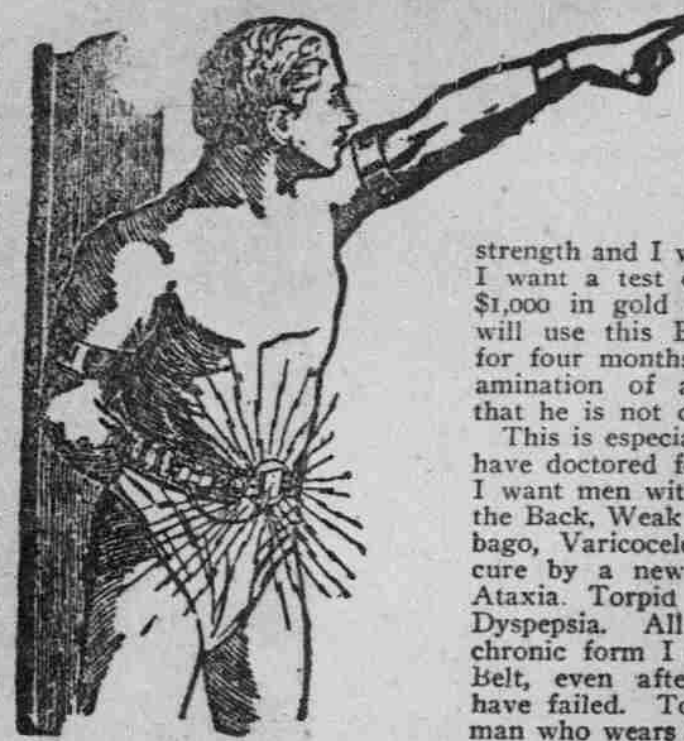 strength and I
I want a test
$1,000 in gold
will use this
for four months
amination of a
that he is not
This is especia
have doctored f
I want men wit
the Back, Weak
bago, Varicocel
cure by a new
Ataxia. Torpid
Dyspepsia. All
chronic form I
Belt, even afte
have failed. To
man who wears